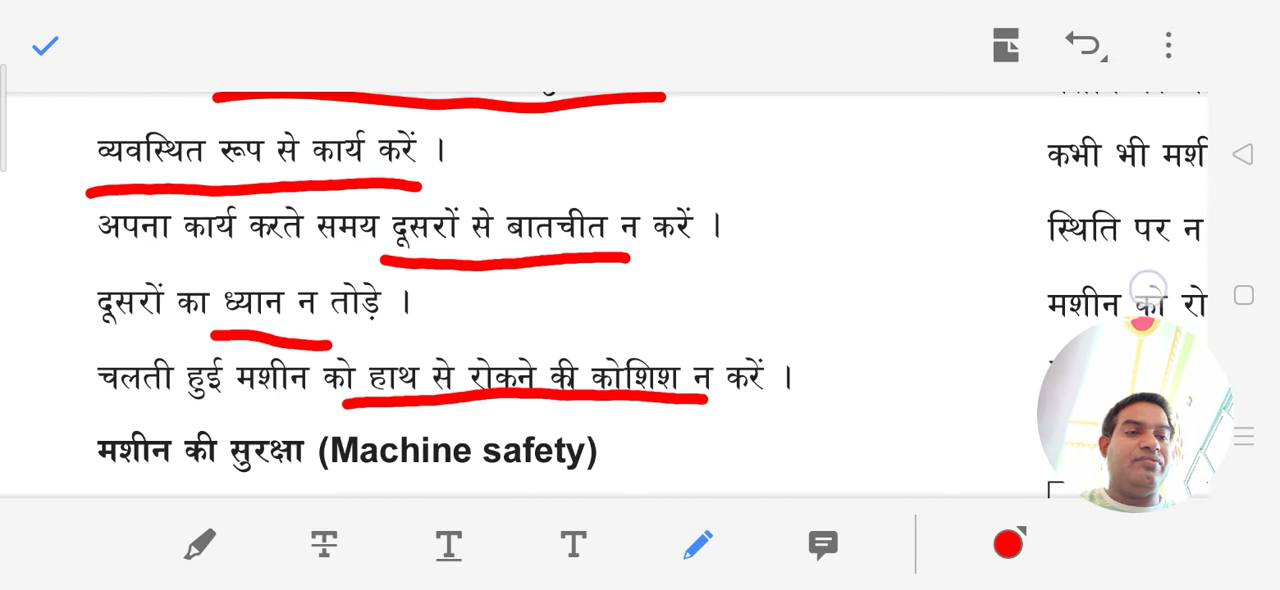 व्यवस्थित रूप से कार्य करें ।
अपना कार्य करते समय दूसरों से बातचीत न करें ।
दूसरों का ध्यान न तोड़े ।
चलती हुई मशीन को हाथ से रोकने की कोशिश न करें ।
मशीन की सुरक्षा (Machine safety)
कभी भी मशी
स्थिति पर न
मशीन को रो